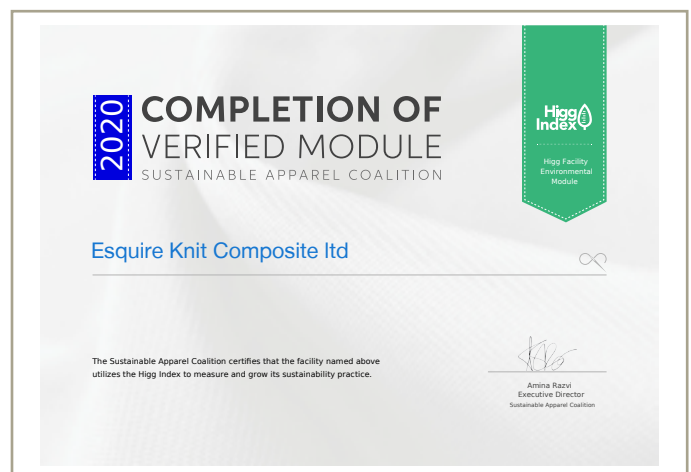 2020
COMPLETION OF
VERIFIED MODULE
SUSTAINABLE APPAREL COALITION
Higg
Index
Higg Facility
Environmental
Module
Esquire Knit Composite ltd
The Sustainable Apparel Coalition certifies that the facility named above
utilizes the Higg Index to measure and grow its sustainability practice.
Amina Razvi
Executive Director
Sustainable Apparel Coalition